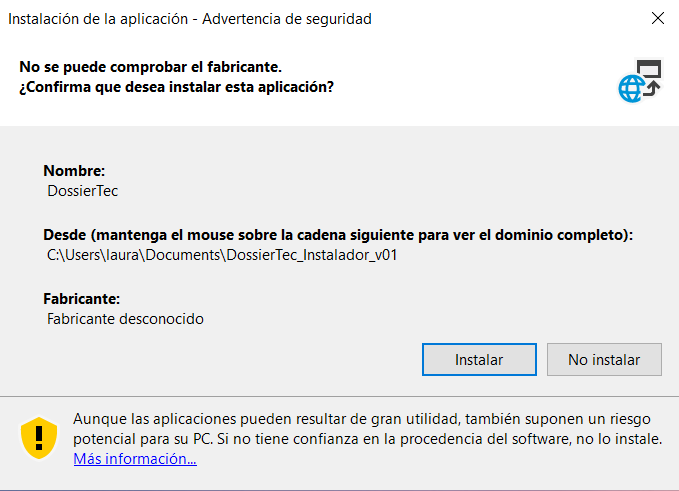 Instalación de la aplicación - Advertencia de seguridad
No se puede comprobar el fabricante.
¿Confirma que desea instalar esta aplicación?
Nombre:
DossierTec
Desde (mantenga el mouse sobre la cadena siguiente para ver el dominio completo):
C:\Users\laura\Documents\DossierTec_Instalador_v01
Fabricante:
Fabricante desconocido
Instalar
No instalar
Aunque las aplicaciones pueden resultar de gran utilidad, también suponen un riesgo
potencial para su PC. Si no tiene confianza en la procedencia del software, no lo instale.
Más información...